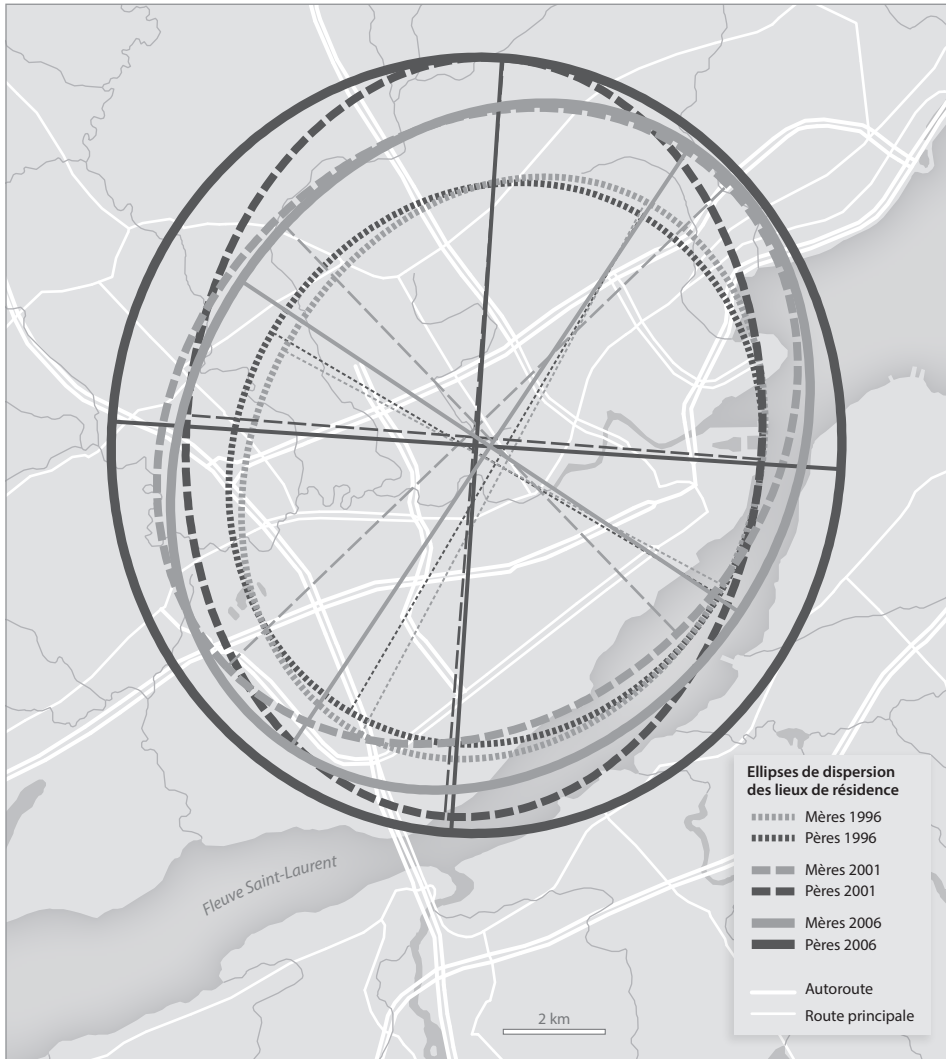 Fleuve Saint-Laurent
2 km
Ellipses de dispersion
des lieux de résidence
Mères 1996
Pères 1996
Mères 2001
Pères 2001
Mères 2006
Pères 2006
Autoroute
Route principale